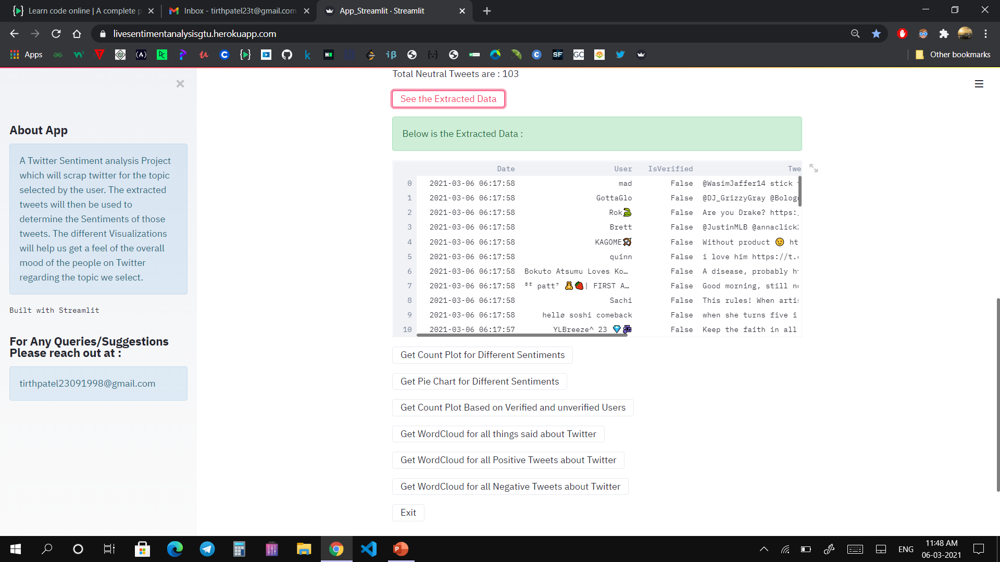 Learn code online | A complete p
Inbox - tirthpatel23t@gmail.com
App_Streamlit · Streamlit
livesentimentanalysisgtu.herokuapp.com
Apps
Other bookmarks
Total Neutral Tweets are : 103
See the Extracted Data
Below is the Extracted Data :
Date User IsVerified Twe
0 2021-03-06 06:17:58 mad False @WasimJaffer14 stick
1 2021-03-06 06:17:58 GottaGlo False @DJ_GrizzyGray @Bologn
2 2021-03-06 06:17:58 Rok🐍 False Are you Drake? https:
3 2021-03-06 06:17:58 Brett False @JustinMLB @annaclick
4 2021-03-06 06:17:58 KAGOME🏹 False Without product 😉 ht
5 2021-03-06 06:17:58 quinn False i love him https://t.
6 2021-03-06 06:17:58 Bokuto Atsumu Loves Ko… False A disease, probably h
7 2021-03-06 06:17:58 ᴮᴱ patt⁷ 🧸🍓| FIRST A… False Good morning, still n
8 2021-03-06 06:17:58 Sachi False This rules! When arti
9 2021-03-06 06:17:58 hellø soshi comeback False when she turns five i
10 2021-03-06 06:17:57 YLBreeze^ 23 💎🎶 False Keep the faith in all
Get Count Plot for Different Sentiments
Get Pie Chart for Different Sentiments
Get Count Plot Based on Verified and unverified Users
Get WordCloud for all things said about Twitter
Get WordCloud for all Positive Tweets about Twitter
Get WordCloud for all Negative Tweets about Twitter
Exit
About App
A Twitter Sentiment analysis Project
which will scrap twitter for the topic
selected by the user. The extracted
tweets will then be used to
determine the Sentiments of those
tweets. The different Visualizations
will help us get a feel of the overall
mood of the people on Twitter
regarding the topic we select.
Built with Streamlit
For Any Queries/Suggestions
Please reach out at :
tirthpatel23091998@gmail.com
ENG
11:48 AM
06-03-2021